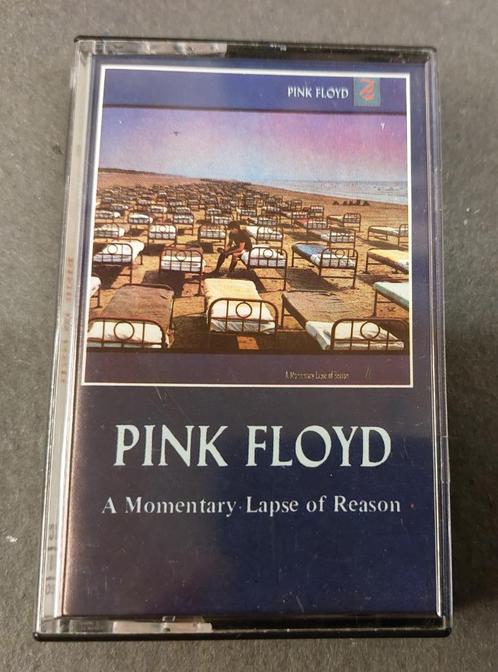 PINK FLOYD
A Momentary Lapse of Reason
PINK FLOYD
A Momentary Lapse of Reason